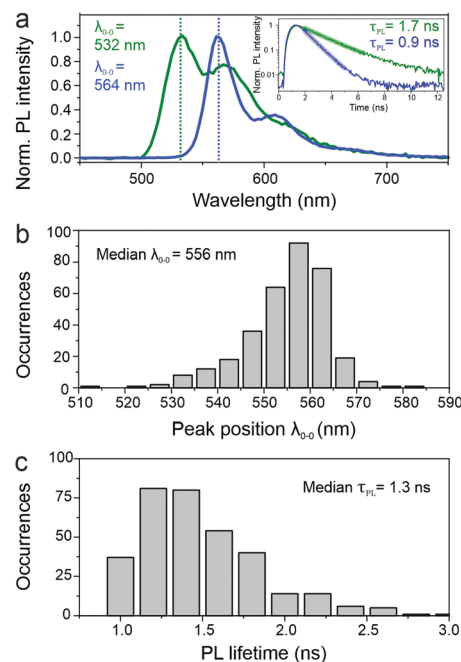 a
λ0-0=
532 nm
λ0-0=
564 nm
Norm. PL intensity
1.0
0.8
0.6
0.4
0.2
0.0
500
600
700
Wavelength (nm)
Norm. PL intensity
1
0.1
0.01
0
2
4
6
8
10
12
Time (ns)
τPL= 1.7 ns
τPL= 0.9 ns
b
Median λ0-0= 556 nm
Occurrences
100
80
60
40
20
0
510
520
530
540
550
560
570
580
590
Peak position λ0-0 (nm)
c
Median τPL= 1.3 ns
Occurrences
100
75
50
25
0
1.0
1.5
2.0
2.5
3.0
PL lifetime (ns)